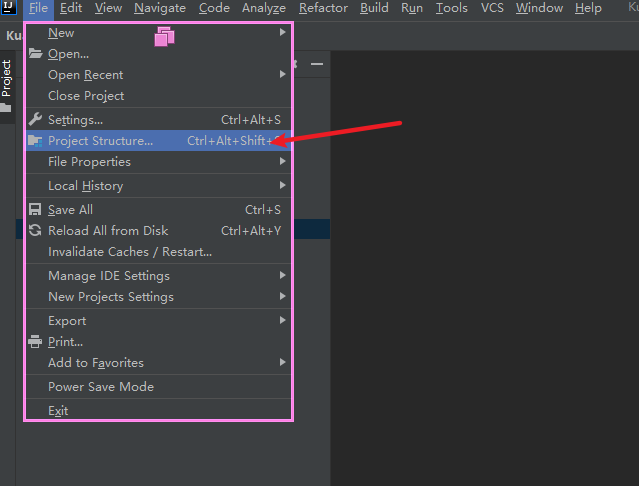 IJ File Edit View Navigate Code Analyze Refactor Build Run Tools VCS Window Help Ku
Ku
Project
New
Open...
Open Recent
Close Project
Settings... Ctrl+Alt+S
Project Structure... Ctrl+Alt+Shift+S
File Properties
Local History
Save All Ctrl+S
Reload All from Disk Ctrl+Alt+Y
Invalidate Caches / Restart...
Manage IDE Settings
New Projects Settings
Export
Print...
Add to Favorites
Power Save Mode
Exit